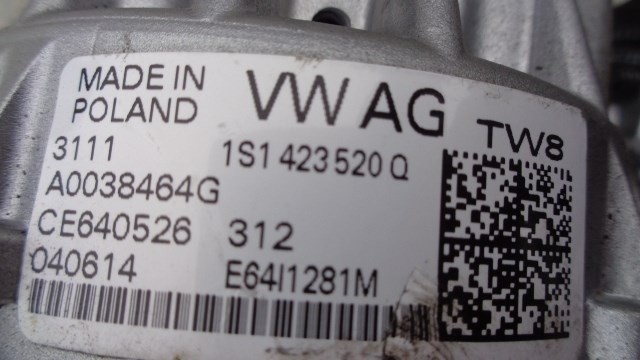 MADE IN
POLAND
VW AG
TW8
3111
1S1 423 520 Q
A0038464G
CE640526
312
040614
E64I1281M